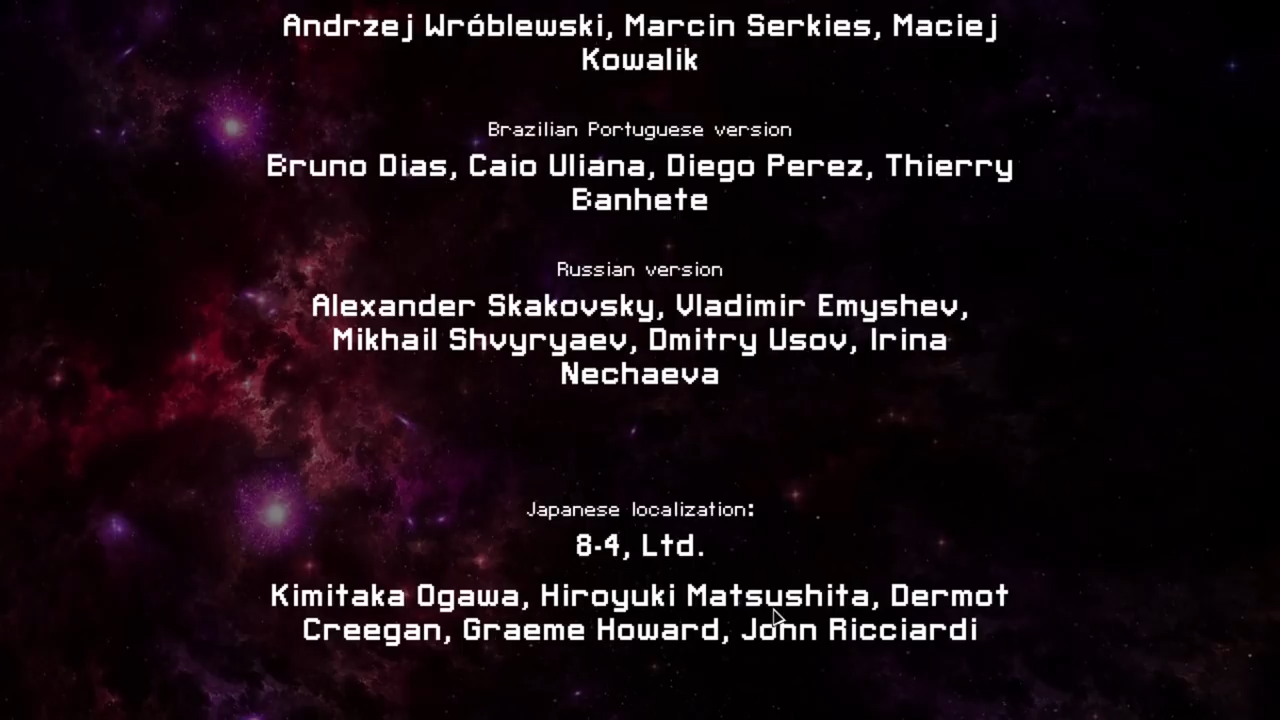 Andrzej Wróblewski, Marcin Serkies, Maciej
Kowalik
Brazilian Portuguese version
Bruno Dias, Caio Uliana, Diego Perez, Thierry
Banhete
Russian version
Alexander Skakovsky, Vladimir Emyshev,
Mikhail Shvyryaev, Dmitry Usov, Irina
Nechaeva
Japanese localization:
8-4, Ltd.
Kimitaka Ogawa, Hiroyuki Matsushita, Dermot
Creegan, Graeme Howard, John Ricciardi